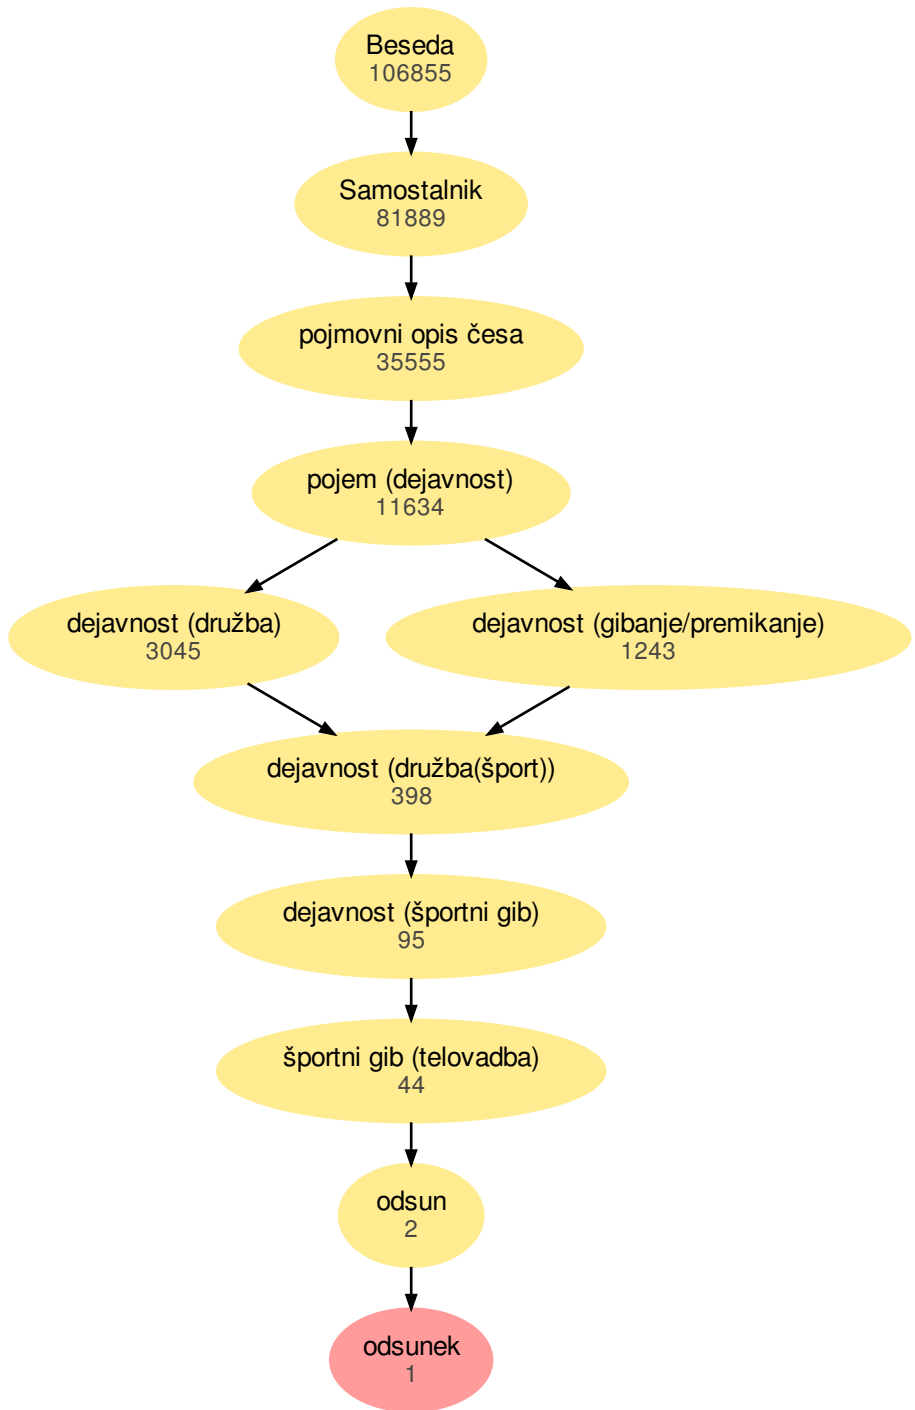 Beseda
106855
Samostalnik
81889
pojmovni opis česa
35555
pojem (dejavnost)
11634
dejavnost (družba)
3045
dejavnost (gibanje/premikanje)
1243
dejavnost (družba(šport))
398
dejavnost (športni gib)
95
športni gib (telovadba)
44
odsun
2
odsunek
1